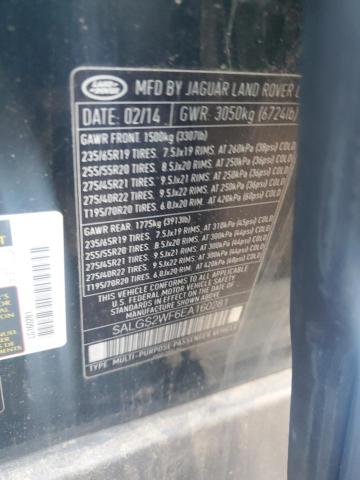 LAND-
ROVER
MFD BY JAGUAR LAND ROVER L
DATE: 02/14 GWR: 3050kg (6724lb)
GAWR FRONT 1500kg (3307lb)
235/65R19 TIRES. 7.5Jx19 RIMS AT 260kPa (38psi) COLD
255/55R20 TIRES. 8.5Jx20 RIMS AT 250kPa (36psi) COLD
275/45R21 TIRES. 9.5Jx21 RIMS AT 250kPa (36psi) COLD
275/40R22 TIRES. 9.5Jx22 RIMS AT 250kPa (36psi) COLD
T195/70R20 TIRES. 6.0Jx20 RIMS AT 420kPa (60psi) COLD
GAWR REAR: 1775kg (3913lb)
235/65R19 TIRES. 7.5Jx19 RIMS AT 310kPa (45psi) COLD
255/55R20 TIRES. 8.5Jx20 RIMS AT 300kPa (44psi) COLD
275/45R21 TIRES. 9.5Jx21 RIMS AT 300kPa (44psi) COLD
275/40R22 TIRES. 9.5Jx22 RIMS AT 300kPa (44psi) COLD
T195/70R20 TIRES. 6.0Jx20 RIMS AT 420kPa (60psi) COLD
THIS VEHICLE CONFORMS TO ALL APPLICABLE
U.S. FEDERAL MOTOR VEHICLE SAFETY
STANDARDS IN EFFECT ON THE DATE OF
MANUFACTURE SHOWN ABOVE.
SALGS2WF6EA160281
TYPE: MULTI-PURPOSE PASSENGER VEHICLE